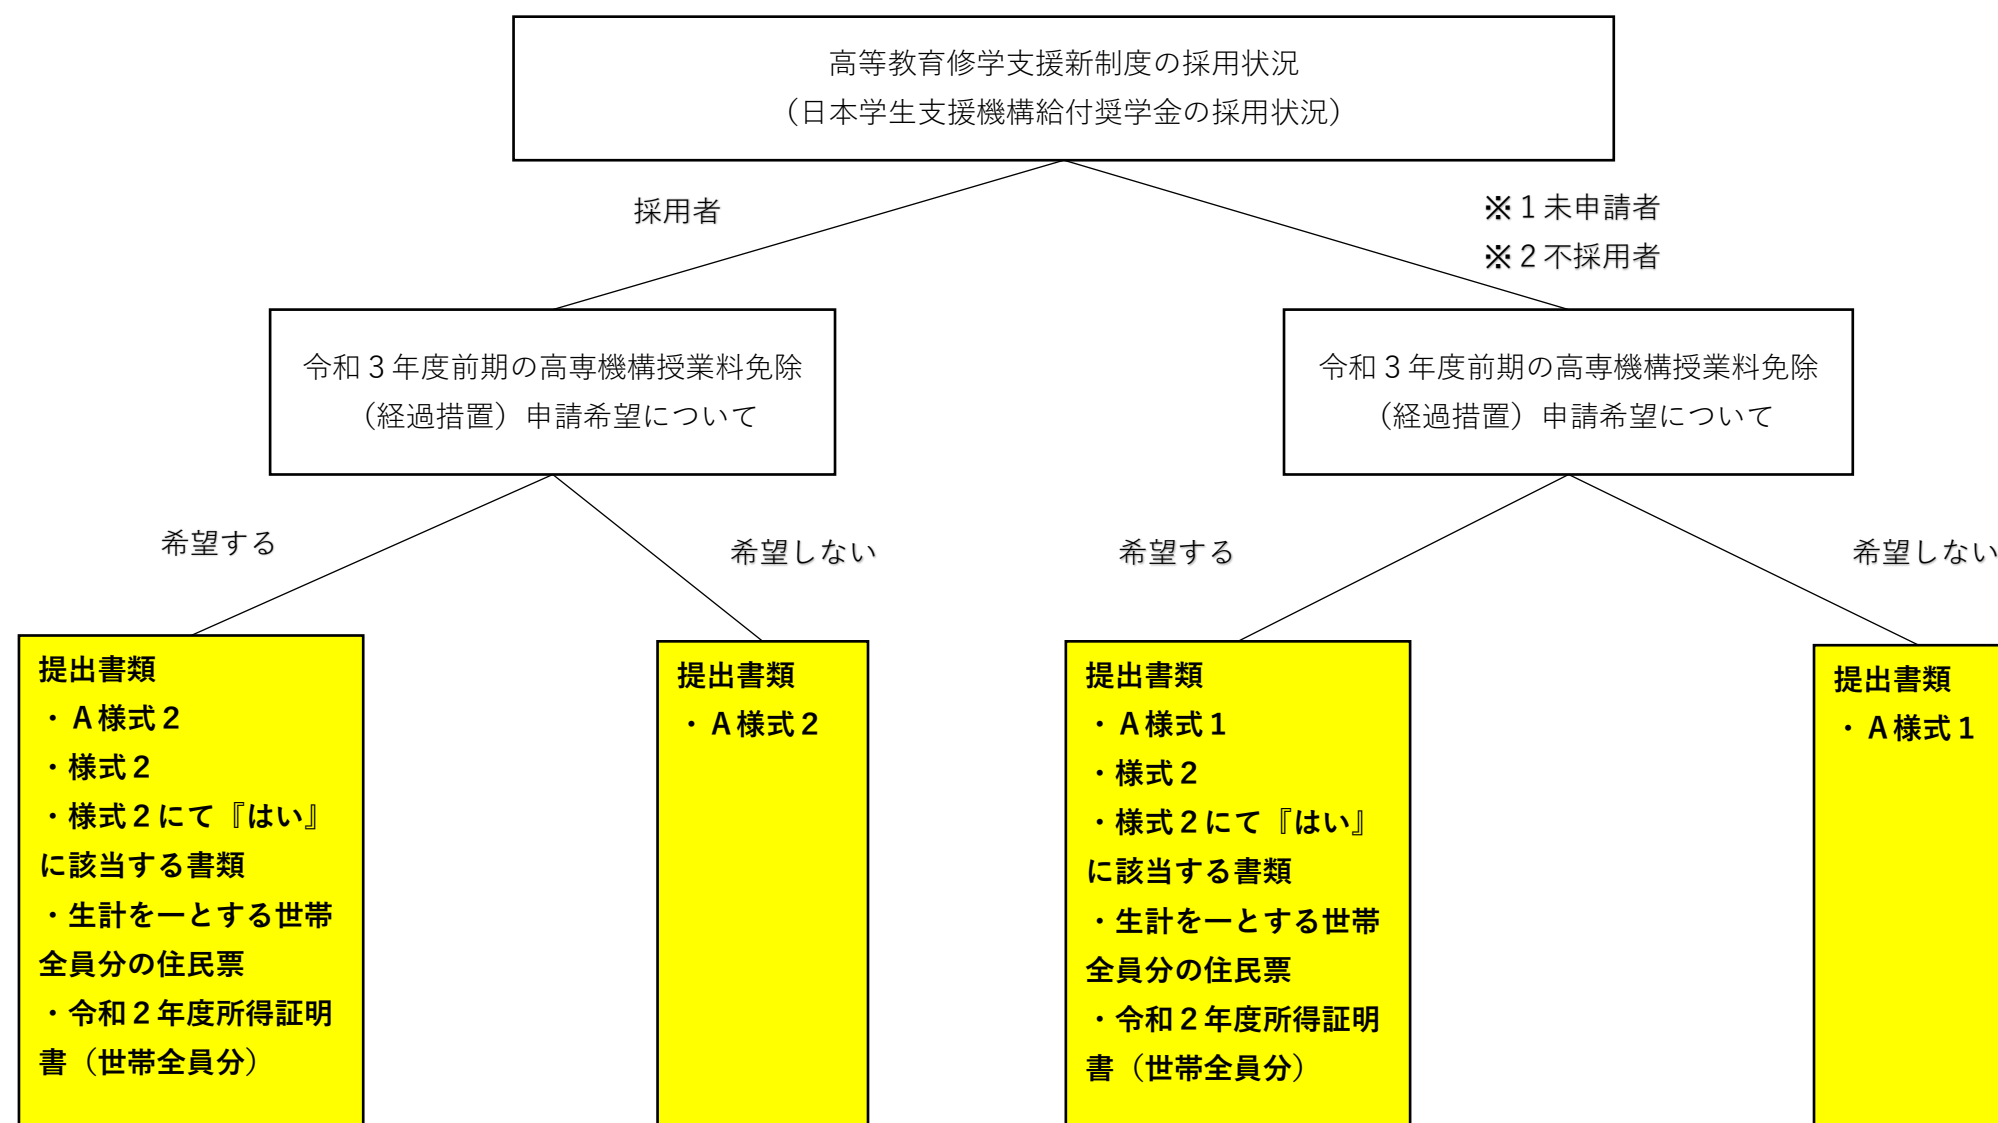 高等教育修学支援新制度の採用状況
（日本学生支援機構給付奨学金の採用状況）
採用者
※１未申請者
※２不採用者
令和３年度前期の高専機構授業料免除
（経過措置）申請希望について
令和３年度前期の高専機構授業料免除
（経過措置）申請希望について
希望する
希望しない
希望する
希望しない
提出書類
・Ａ様式２
・様式２
・様式２にて『はい』
に該当する書類
・生計を一とする世帯
全員分の住民票
・令和２年度所得証明
書（世帯全員分）
提出書類
・Ａ様式２
提出書類
・Ａ様式１
・様式２
・様式２にて『はい』
に該当する書類
・生計を一とする世帯
全員分の住民票
・令和２年度所得証明
書（世帯全員分）
提出書類
・Ａ様式１